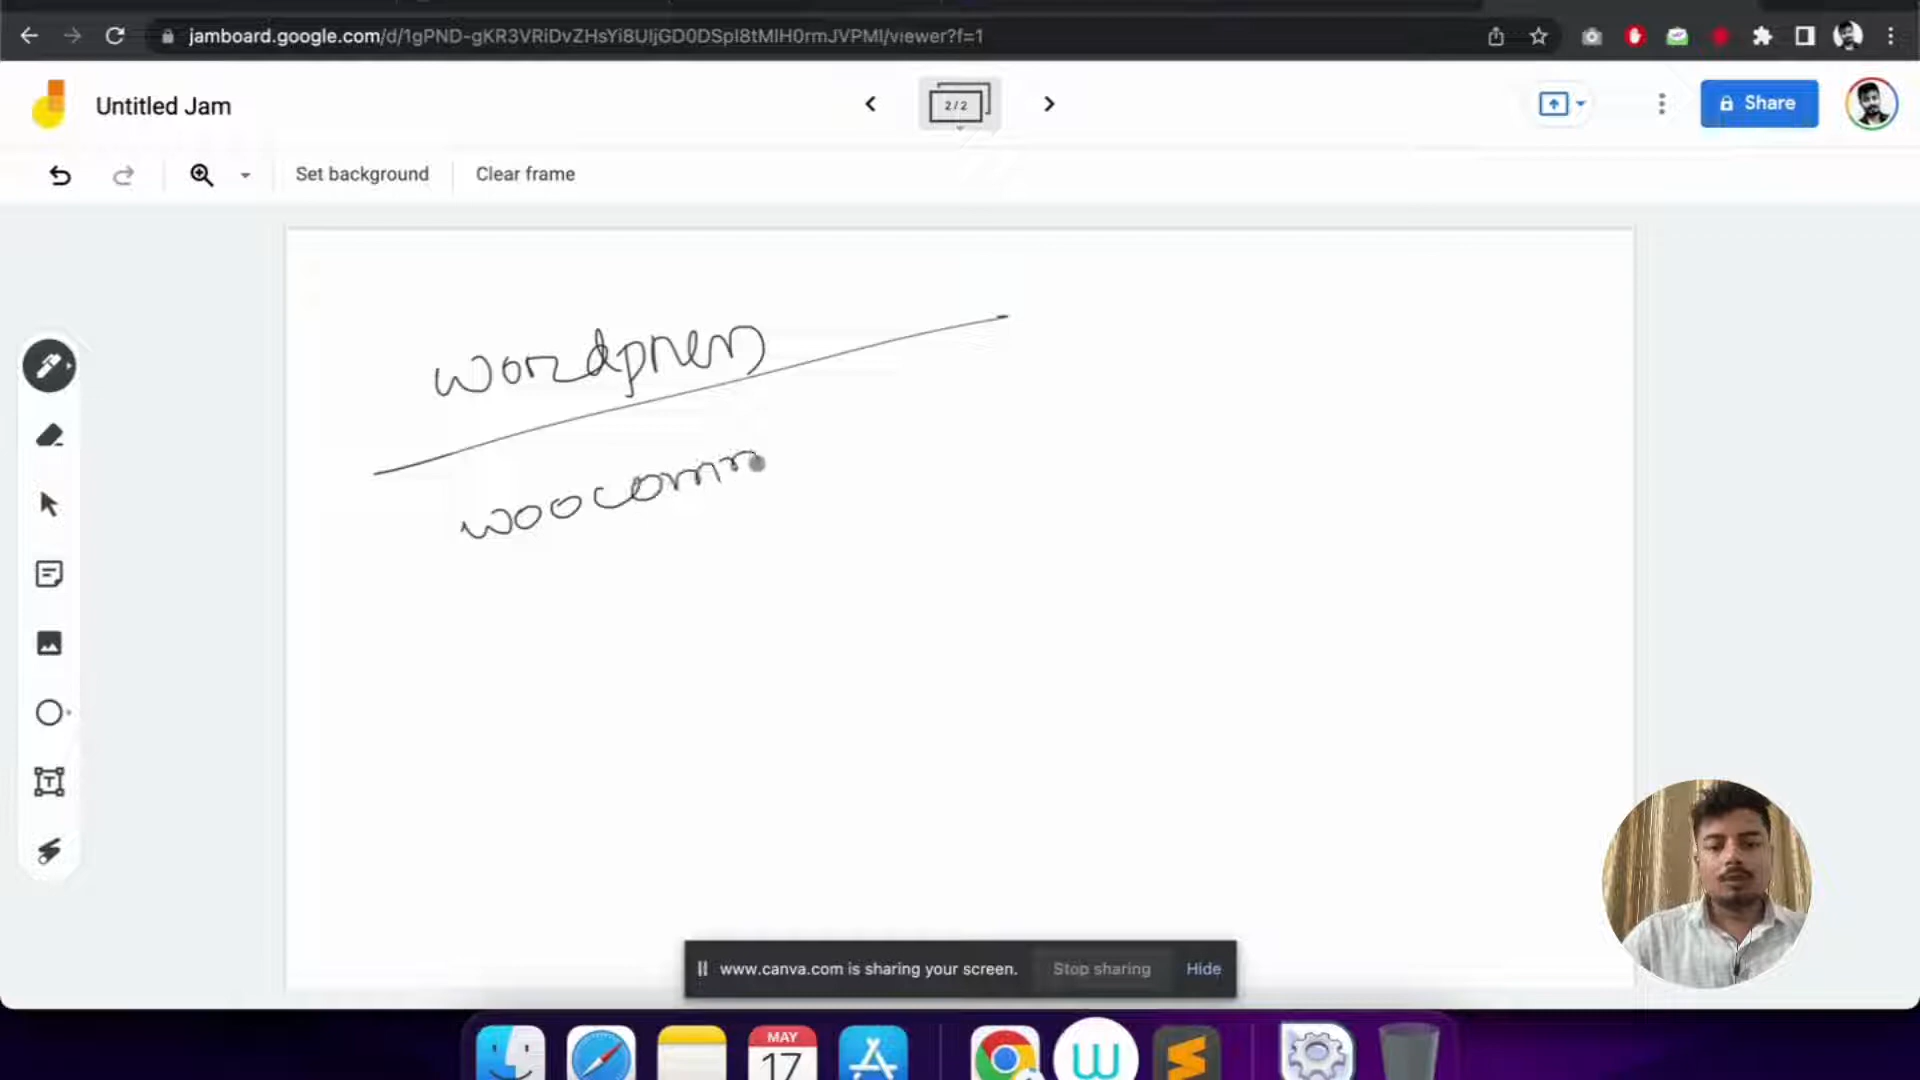 jamboard.google.com/d/1gPND-gKR3VRiDvZHsYi8UIjGD0DSpI8tMIH0rmJVPMI/viewer?f=1
Untitled Jam
2/2
Share
Set background
Clear frame
wordpress
woocomm
www.canva.com is sharing your screen.
Stop sharing
Hide
MAY
17